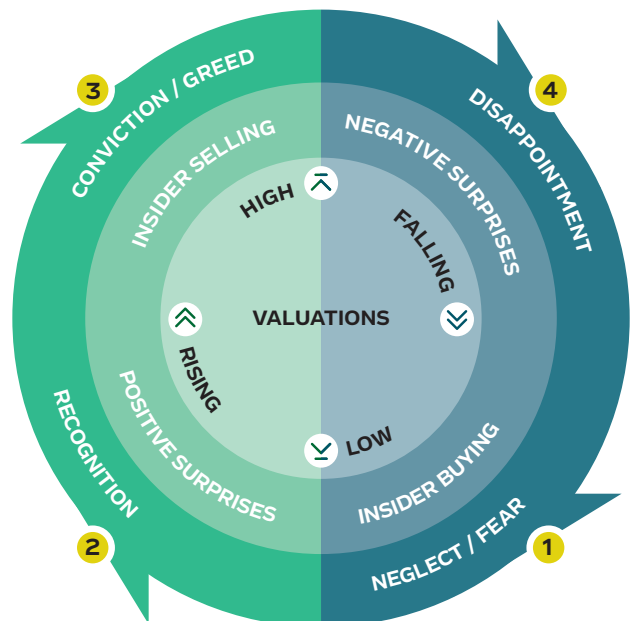 3
CONVICTION / GREED
INSIDER SELLING
HIGH
4
DISAPPOINTMENT
NEGATIVE SURPRISES
FALLING
VALUATIONS
RISING
POSITIVE SURPRISES
RECOGNITION
2
LOW
INSIDER BUYING
NEGLECT / FEAR
1